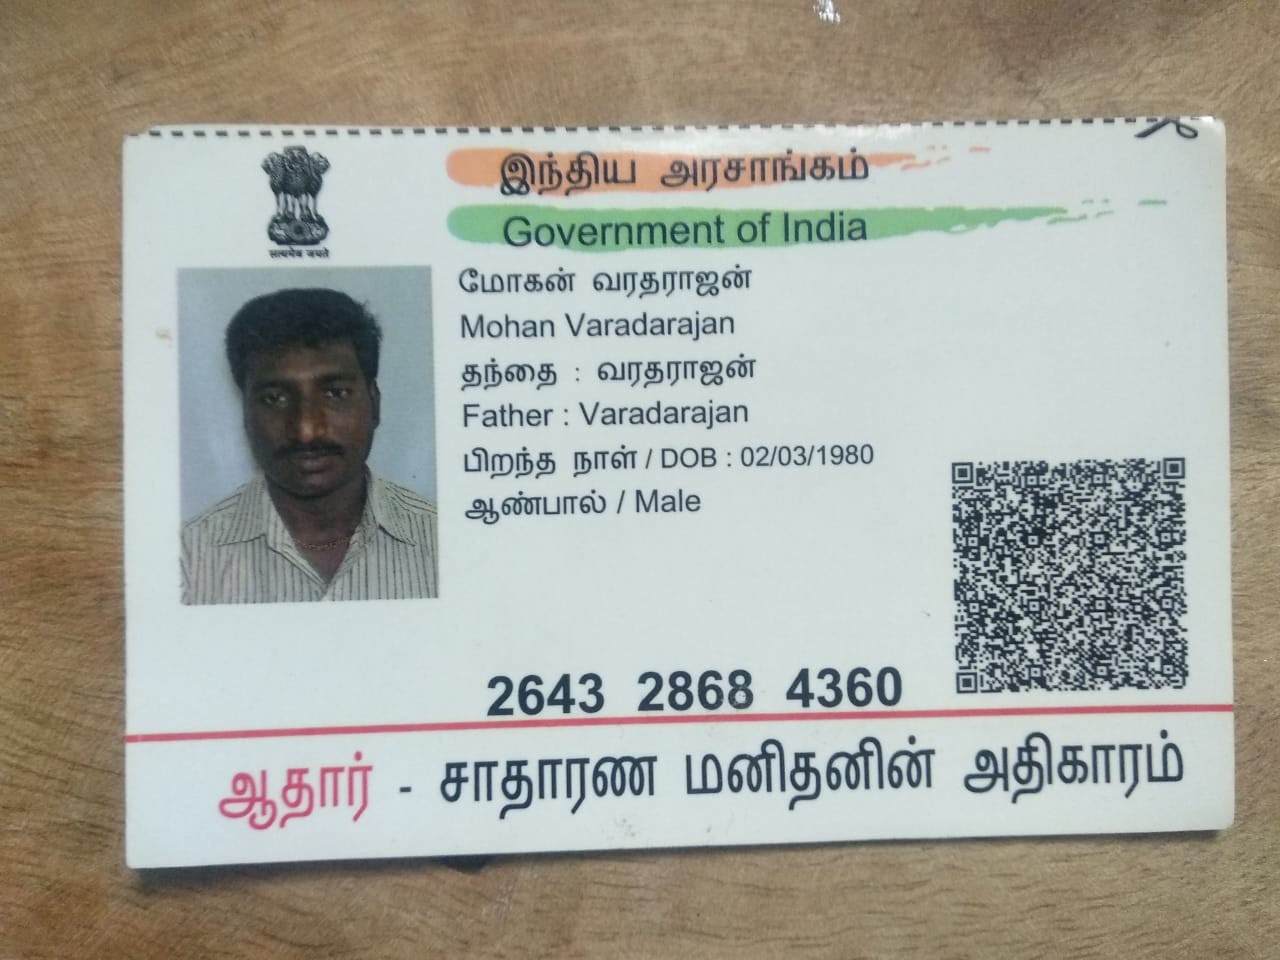 सत्यमेव जयते
இந்திய அரசாங்கம்
Government of India
மோகன் வரதராஜன்
Mohan Varadarajan
தந்தை : வரதராஜன்
Father : Varadarajan
பிறந்த நாள் / DOB : 02/03/1980
ஆண்பால் / Male
2643 2868 4360
ஆதார் - சாதாரண மனிதனின் அதிகாரம்